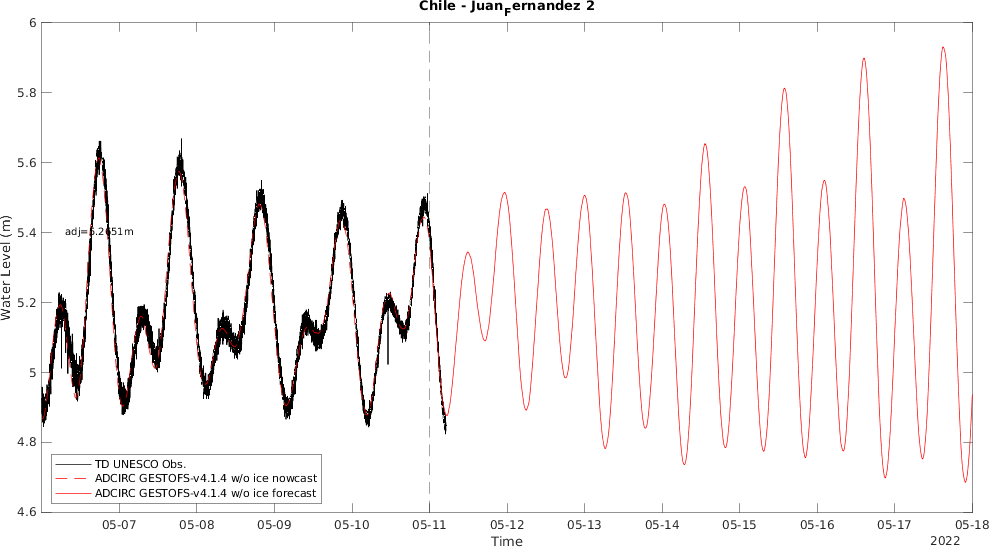 Chile - Juan_Fernandez 2
Water Level (m)
6
5.8
5.6
5.4
5.2
5
4.8
4.6
adj=5.2651m
TD UNESCO Obs.
ADCIRC GESTOFS-v4.1.4 w/o ice nowcast
ADCIRC GESTOFS-v4.1.4 w/o ice forecast
05-07 05-08 05-09 05-10 05-11 05-12 05-13 05-14 05-15 05-16 05-17 05-18
Time
2022